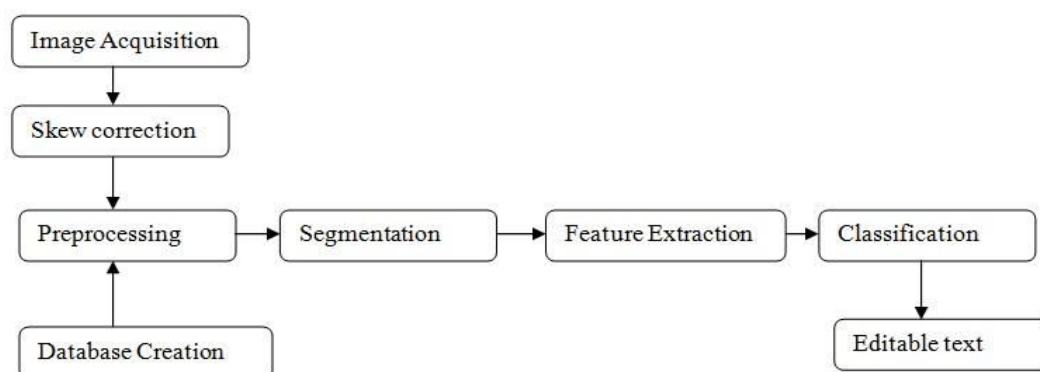 Image Acquisition
Skew correction
Preprocessing
Segmentation
Feature Extraction
Classification
Database Creation
Editable text